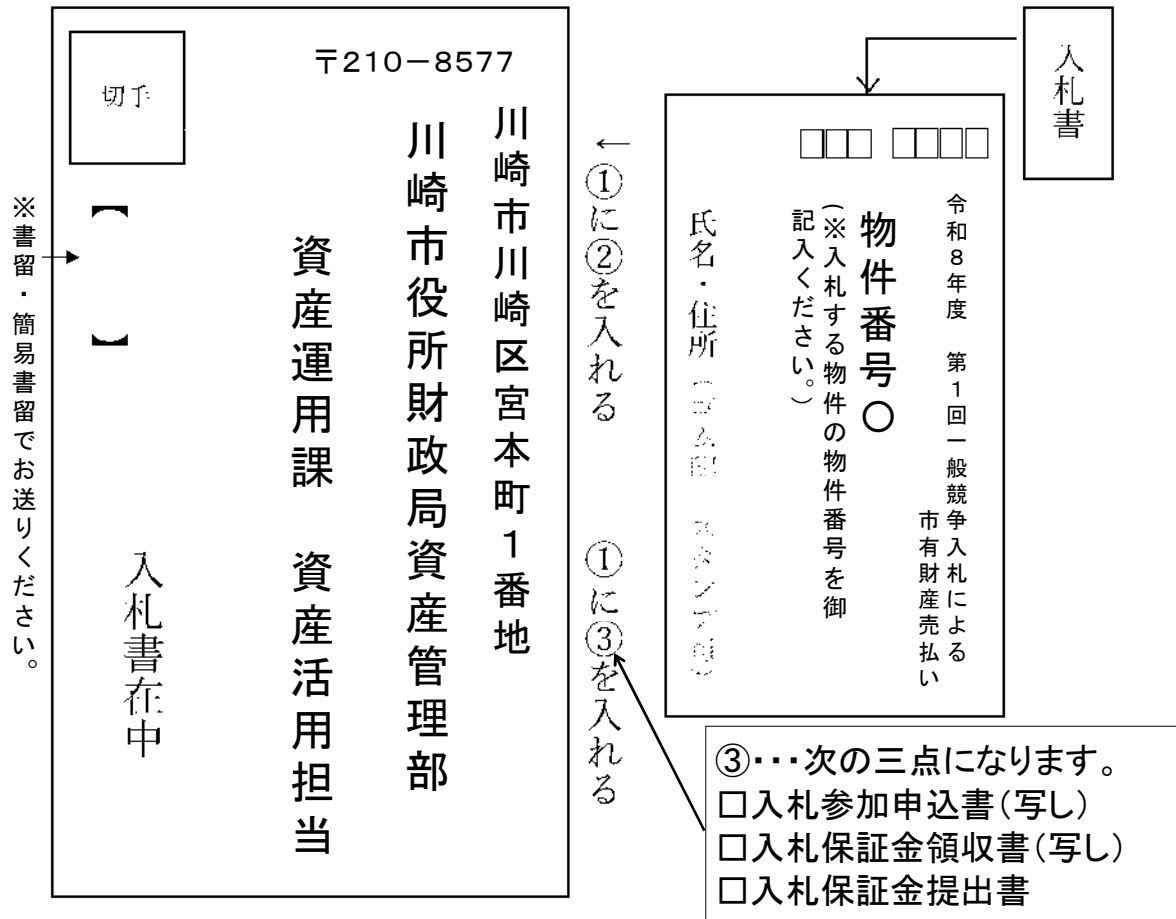 切手
〒210－8577
川崎市川崎区宮本町1番地
川崎市役所財政局資産管理部
資産運用課　資産活用担当
入札書在中
【　】
※書留・簡易書留でお送りください。
←①に②を入れる
①に③を入れる
入札書
令和8年度　第1回一般競争入札による
市有財産売払い
物件番号〇
（※入札する物件の物件番号を御
記入ください。）
氏名・住所
③・・・次の三点になります。
□入札参加申込書（写し）
□入札保証金領収書（写し）
□入札保証金提出書